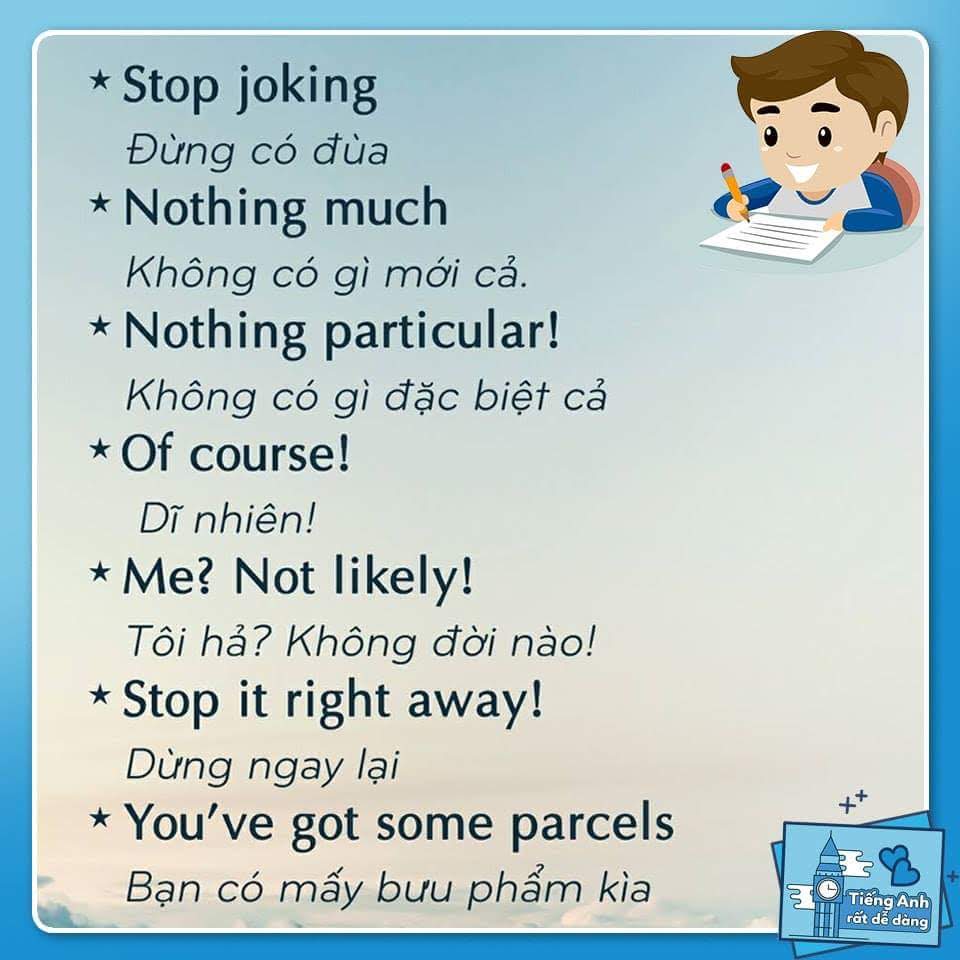 ★ Stop joking
Đừng có đùa
★ Nothing much
Không có gì mới cả.
★ Nothing particular!
Không có gì đặc biệt cả
★ Of course!
Dĩ nhiên!
★ Me? Not likely!
Tôi hả? Không đời nào!
★ Stop it right away!
Dừng ngay lại
★ You've got some parcels
Bạn có mấy bưu phẩm kìa
Tiếng Anh
rất dễ dàng